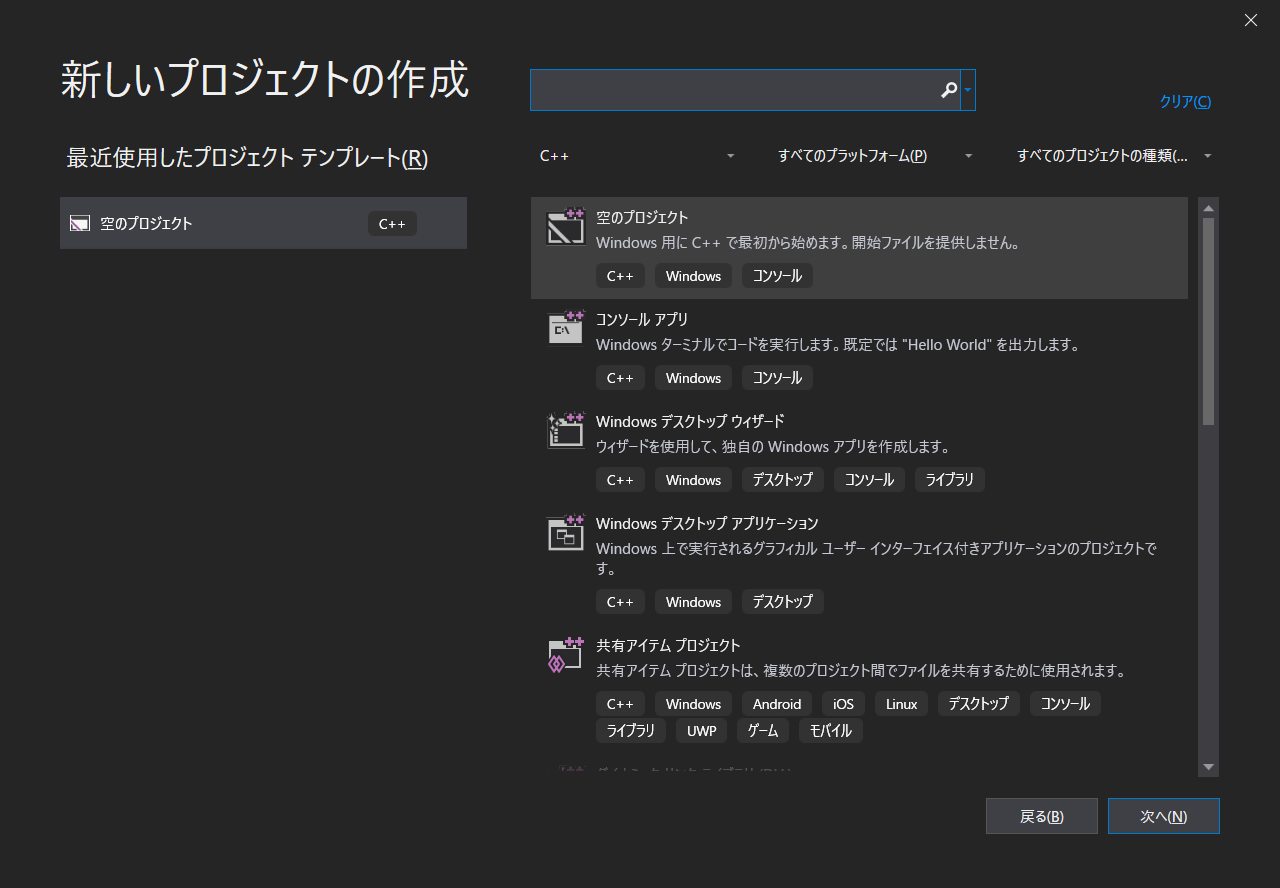 新しいプロジェクトの作成
クリア(C)
最近使用したプロジェクト テンプレート(R)
C++
すべてのプラットフォーム(P)
すべてのプロジェクトの種類(...
空のプロジェクト
C++
空のプロジェクト
Windows 用に C++ で最初から始めます。開始ファイルを提供しません。
C++ Windows コンソール
コンソール アプリ
C:\
Windows ターミナルでコードを実行します。既定では "Hello World" を出力します。
C++ Windows コンソール
Windows デスクトップ ウィザード
ウィザードを使用して、独自の Windows アプリを作成します。
C++ Windows デスクトップ コンソール ライブラリ
Windows デスクトップ アプリケーション
Windows 上で実行されるグラフィカル ユーザー インターフェイス付きアプリケーションのプロジェクトで
す。
C++ Windows デスクトップ
共有アイテム プロジェクト
共有アイテム プロジェクトは、複数のプロジェクト間でファイルを共有するために使用されます。
C++ Windows Android iOS Linux デスクトップ コンソール
ライブラリ UWP ゲーム モバイル
戻る(B)
次へ(N)